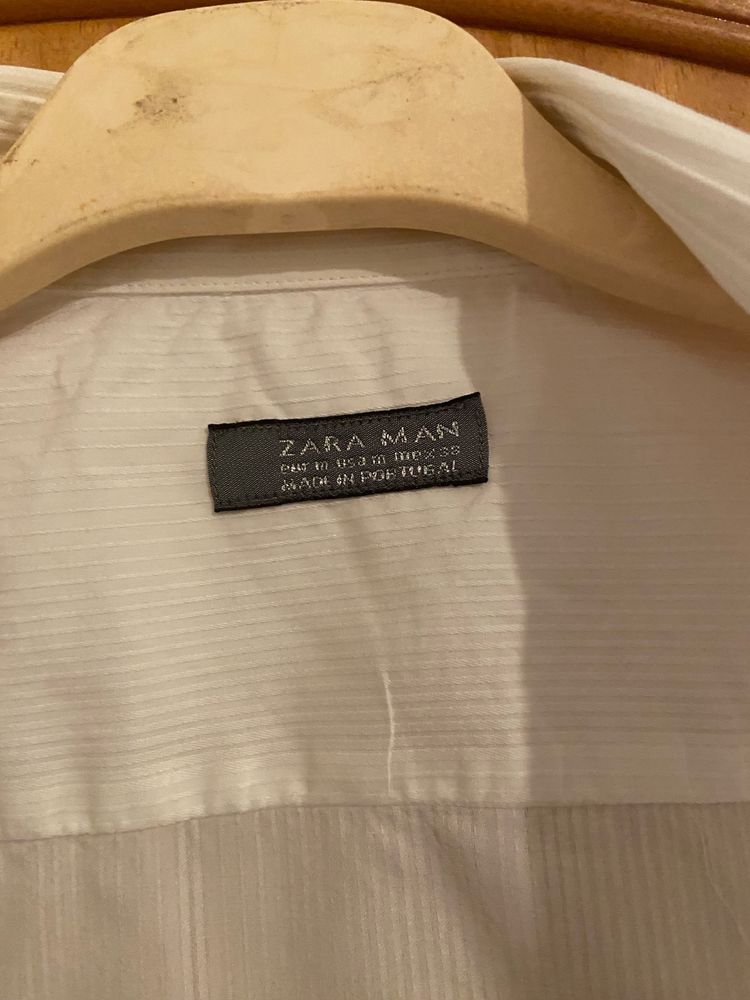 ZARA MAN
eur m usa m mex 38
MADE IN PORTUGAL